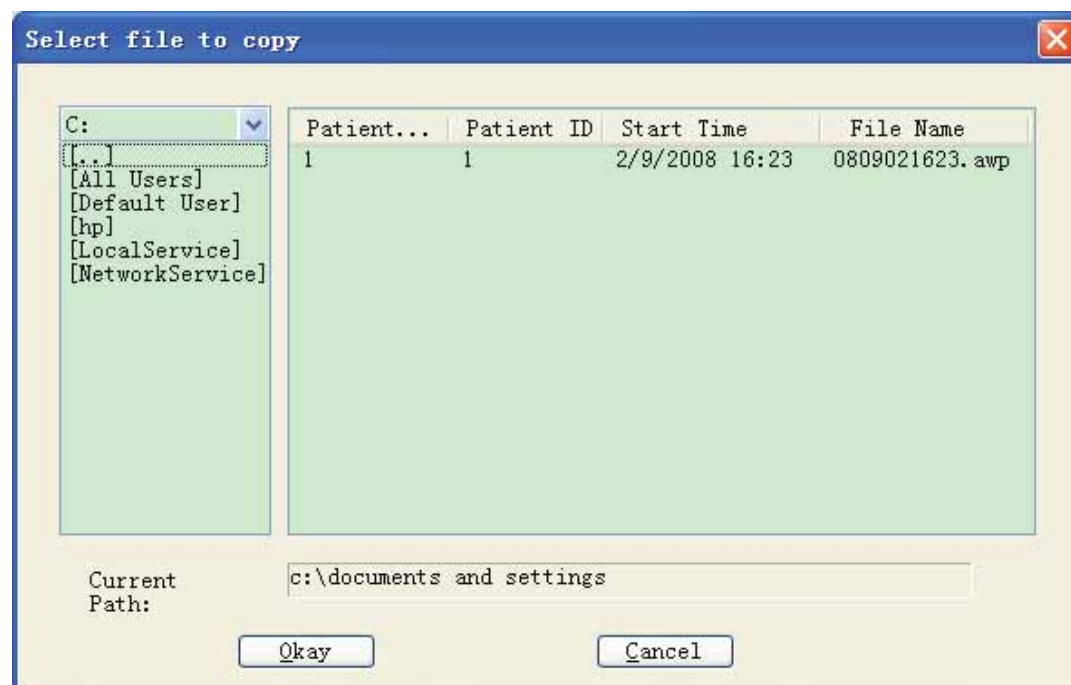 Select file to copy
C:
[..]
[All Users]
[Default User]
[hp]
[LocalService]
[NetworkService]
Patient... Patient ID Start Time File Name
1 1 2/9/2008 16:23 0809021623.awp
Current Path:
c:\documents and settings
Okay Cancel